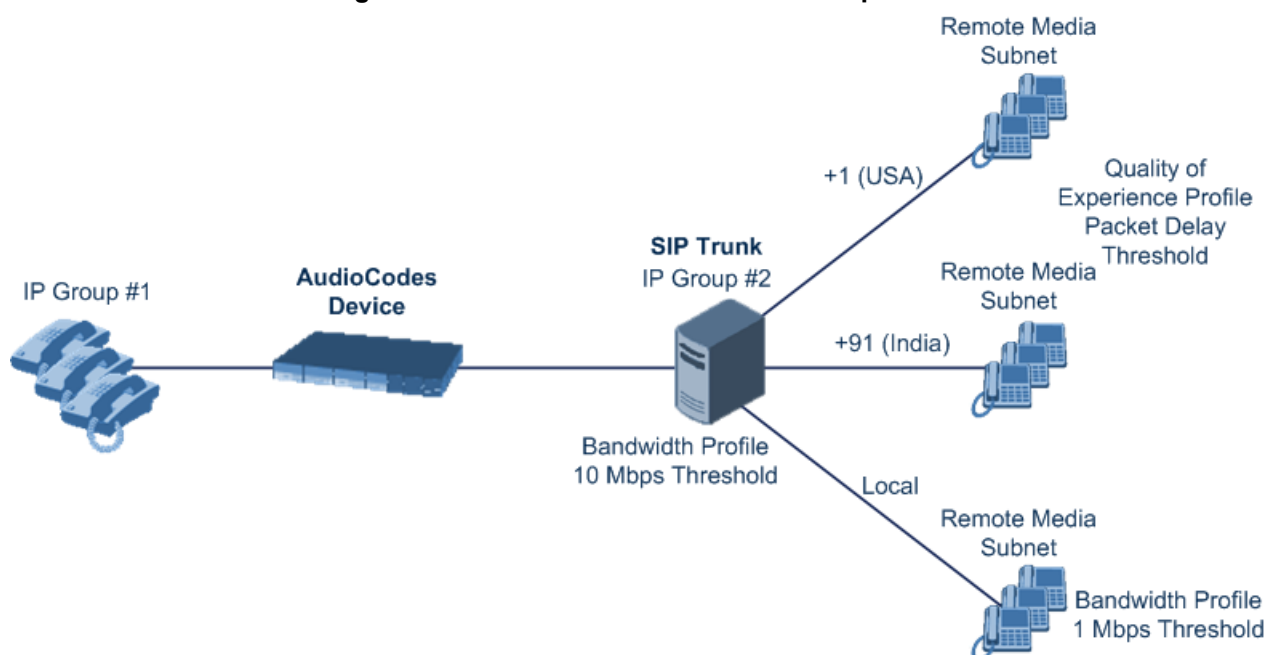 Remote Media
Subnet
+1 (USA)
Quality of
Experience Profile
Packet Delay
Threshold
SIP Trunk
IP Group #2
AudioCodes
Device
IP Group #1
Remote Media
Subnet
+91 (India)
Bandwidth Profile
10 Mbps Threshold
Local
Remote Media
Subnet
Bandwidth Profile
1 Mbps Threshold